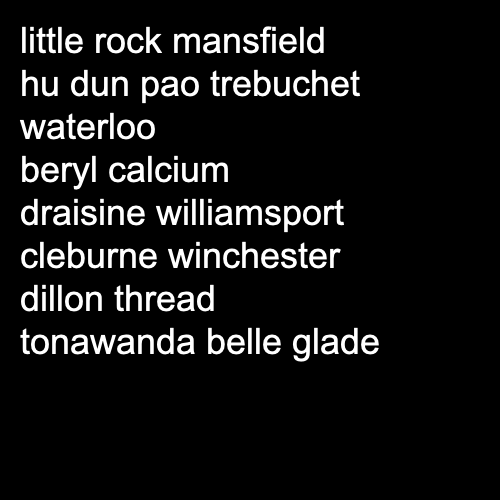 little rock mansfield
hu dun pao trebuchet
waterloo
beryl calcium
draisine williamsport
cleburne winchester
dillon thread
tonawanda belle glade